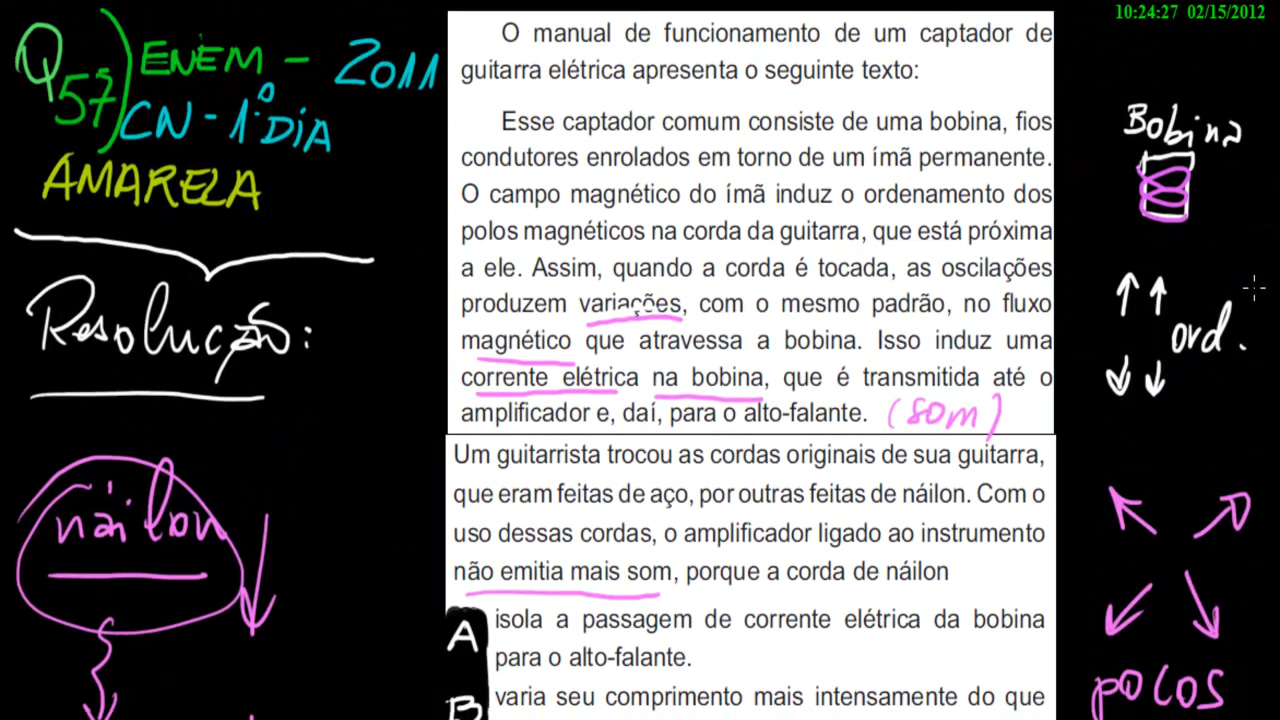 10:24:27 02/15/2012
Q57) ENEM - 2011
CN - 1º DIA
AMARELA
Resolução:
náilon
O manual de funcionamento de um captador de
guitarra elétrica apresenta o seguinte texto:
Esse captador comum consiste de uma bobina, fios
condutores enrolados em torno de um ímã permanente.
O campo magnético do ímã induz o ordenamento dos
polos magnéticos na corda da guitarra, que está próxima
a ele. Assim, quando a corda é tocada, as oscilações
produzem variações, com o mesmo padrão, no fluxo
magnético que atravessa a bobina. Isso induz uma
corrente elétrica na bobina, que é transmitida até o
amplificador e, daí, para o alto-falante. (som)
Um guitarrista trocou as cordas originais de sua guitarra,
que eram feitas de aço, por outras feitas de náilon. Com o
uso dessas cordas, o amplificador ligado ao instrumento
não emitia mais som, porque a corda de náilon
A isola a passagem de corrente elétrica da bobina
para o alto-falante.
B varia seu comprimento mais intensamente do que
Bobina
ord.
pocos